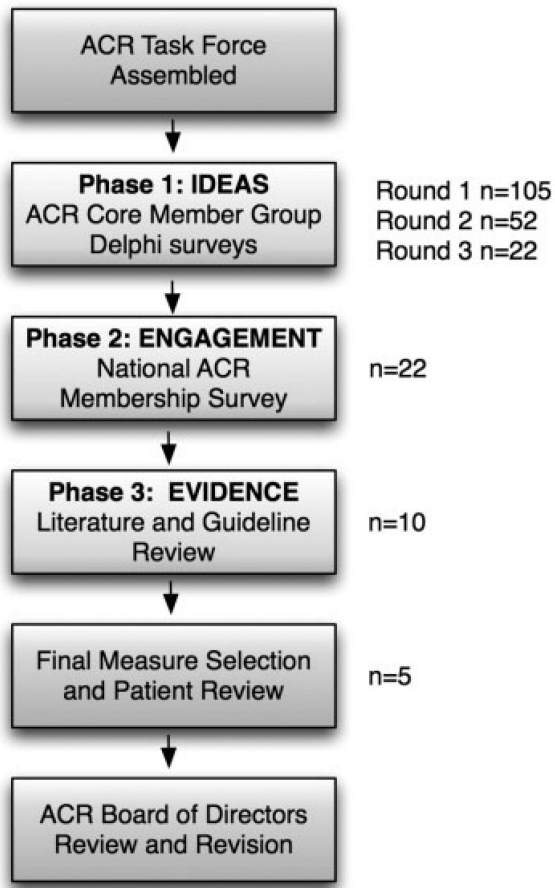 ACR Task Force
Assembled
Phase 1: IDEAS
ACR Core Member Group
Delphi surveys
Round 1 n=105
Round 2 n=52
Round 3 n=22
Phase 2: ENGAGEMENT
National ACR
Membership Survey
n=22
Phase 3:  EVIDENCE
Literature and Guideline
Review
n=10
Final Measure Selection
and Patient Review
n=5
ACR Board of Directors
Review and Revision